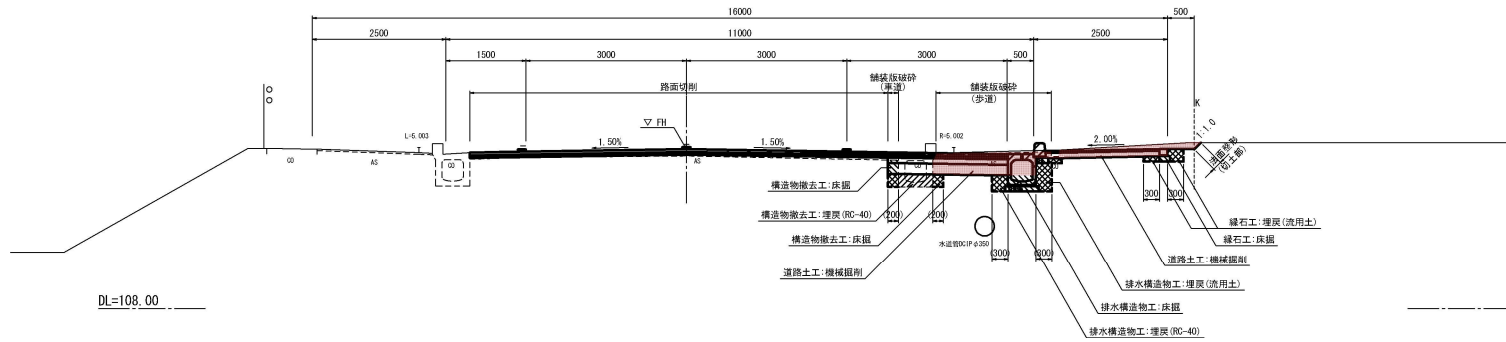 16000
500
2500
11000
2500
1500
3000
3000
3000
500
路面切削
舗装版破砕
(車道)
舗装版破砕
(歩道)
K
1:1.0
法面整形
(切土部)
L=5.003
▽ FH
1.50%
1.50%
R=5.002
2.00%
CO
AS
CO
AS
構造物撤去工:床掘
構造物撤去工:埋戻(RC-40)
(200)
(200)
構造物撤去工:床掘
水道管DCIPφ350
道路土工:機械掘削
(300)
(300)
300
300
縁石工:埋戻(流用土)
縁石工:床掘
道路土工:機械掘削
排水構造物工:埋戻(流用土)
排水構造物工:床掘
排水構造物工:埋戻(RC-40)
DL=108.00